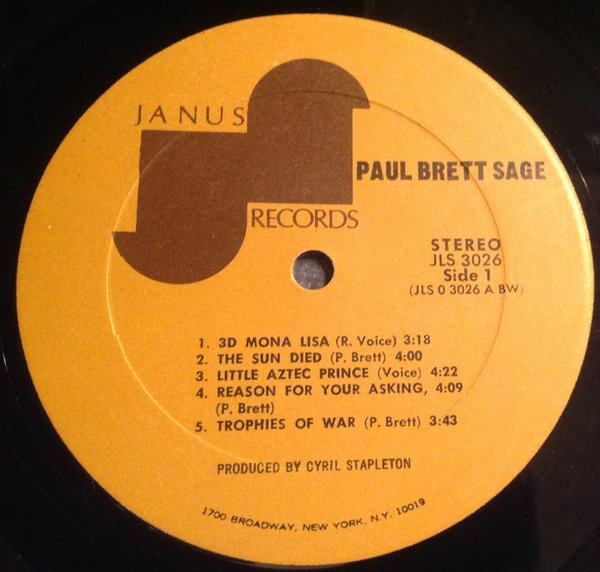 JANUS
RECORDS
PAUL BRETT SAGE
STEREO
JLS 3026
Side 1
(JLS 0 3026 A BW)
1. 3D MONA LISA (R. Voice) 3:18
2. THE SUN DIED (P. Brett) 4:00
3. LITTLE AZTEC PRINCE (Voice) 4:22
4. REASON FOR YOUR ASKING, 4:09
(P. Brett)
5. TROPHIES OF WAR (P. Brett) 3:43
PRODUCED BY CYRIL STAPLETON
1700 BROADWAY, NEW YORK, N.Y. 10019